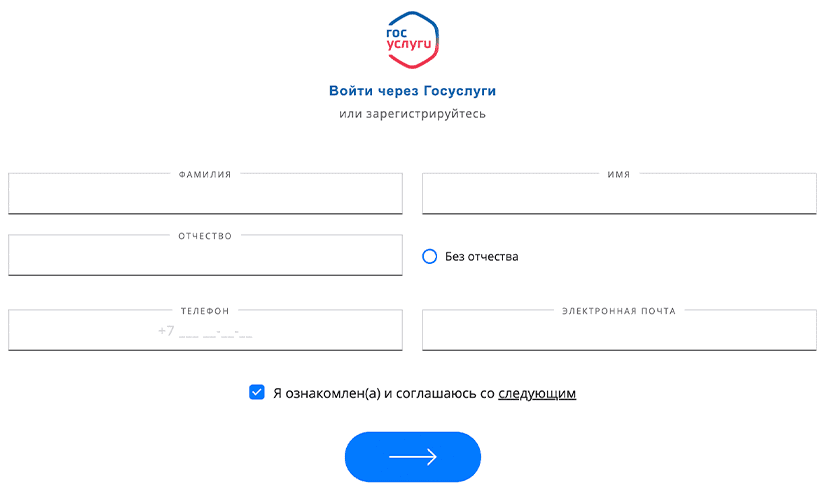 гос
услуги
Войти через Госуслуги
или зарегистрируйтесь
ФАМИЛИЯ
ИМЯ
ОТЧЕСТВО
Без отчества
ТЕЛЕФОН
ЭЛЕКТРОННАЯ ПОЧТА
+7 ___ __-__-__
Я ознакомлен(а) и соглашаюсь со следующим